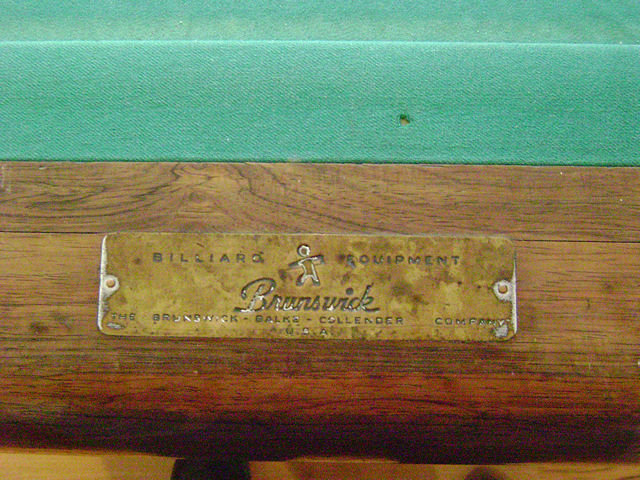 BILLIARD EQUIPMENT
Brunswick
THE BRUNSWICK - BALKE - COLLENDER COMPANY
U.S.A.